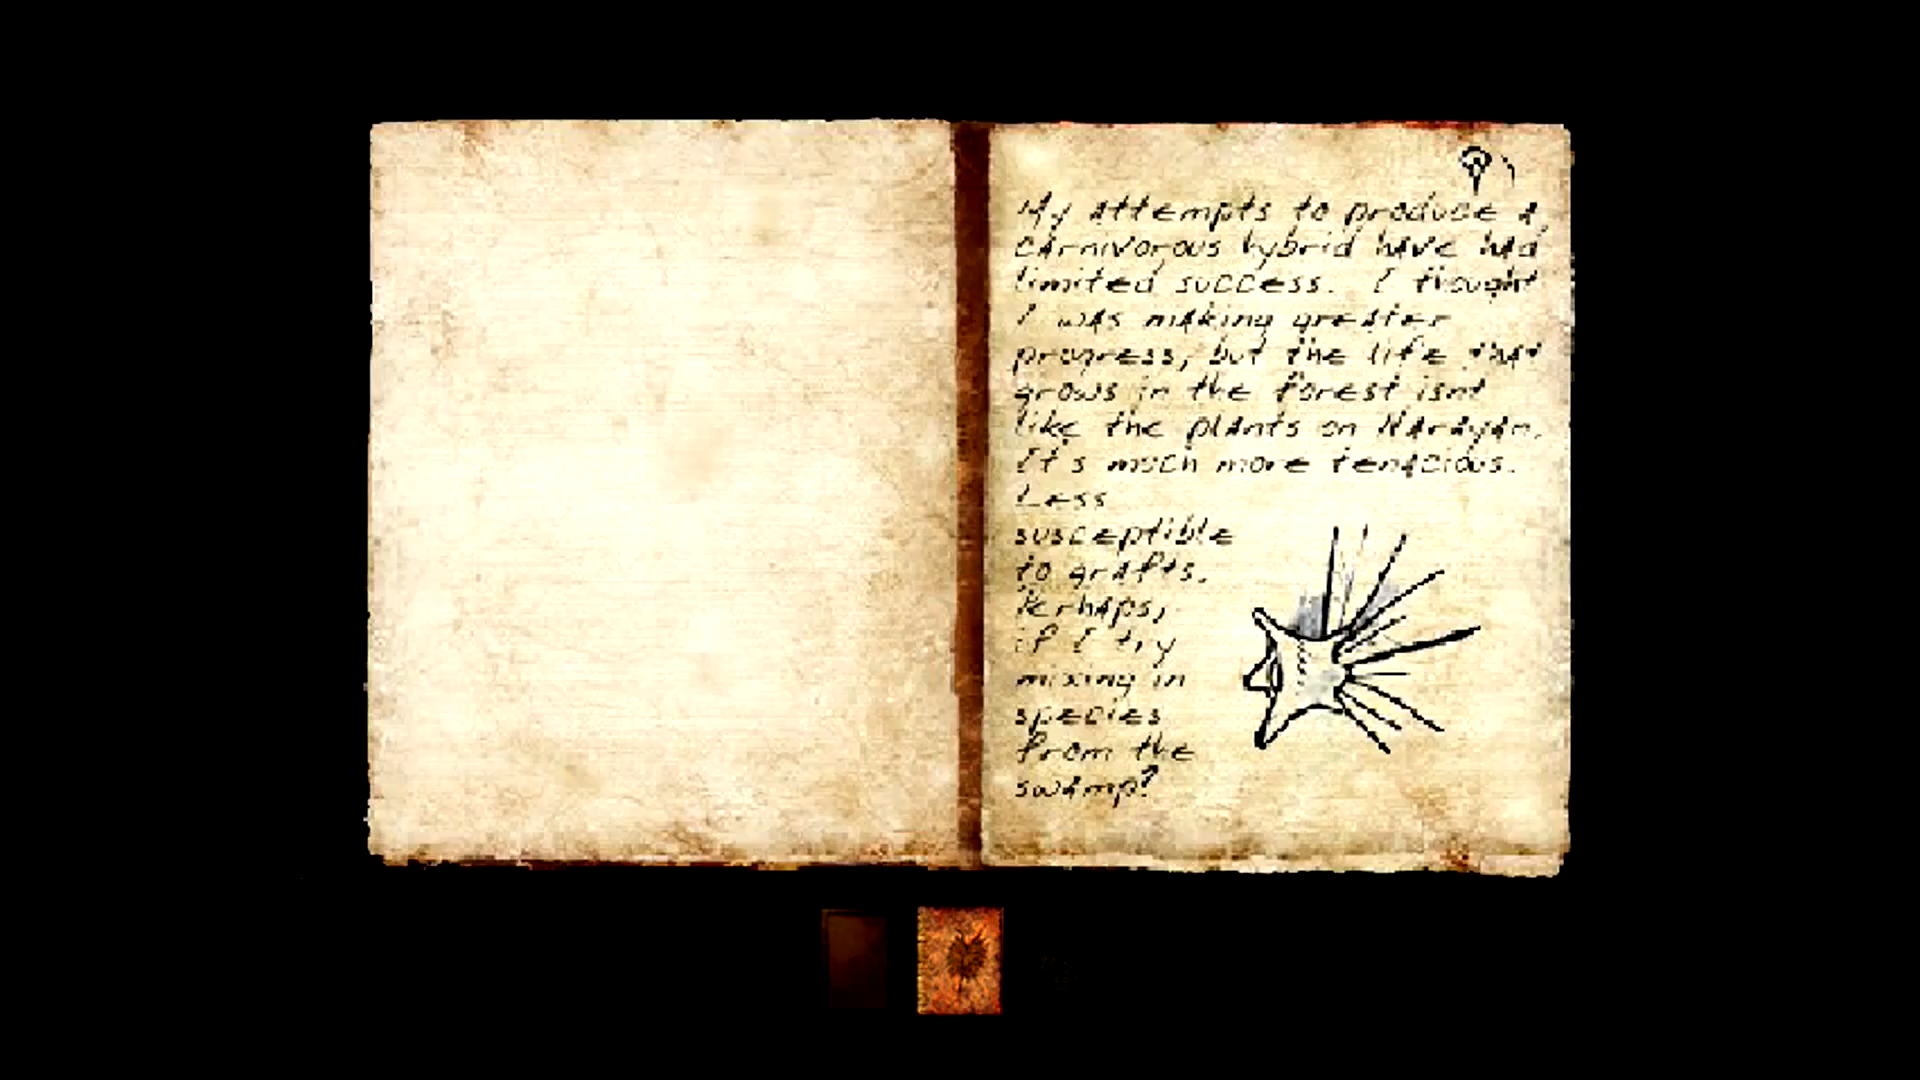 My attempts to produce a
carnivorous hybrid have had
limited success. I thought
I was making greater
progress, but the life that
grows in the forest isnt
like the plants on Narayan.
It's much more tenacious.
Less
susceptible
to grafts.
Perhaps,
if I try
mixing in
species
from the
swamp?